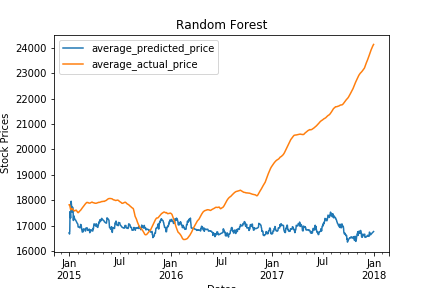 Random Forest
average_predicted_price
average_actual_price
Stock Prices
24000
23000
22000
21000
20000
19000
18000
17000
16000
Jan Jul Jan Jul Jan Jul Jan
2015 2016 2017 2018
Dates